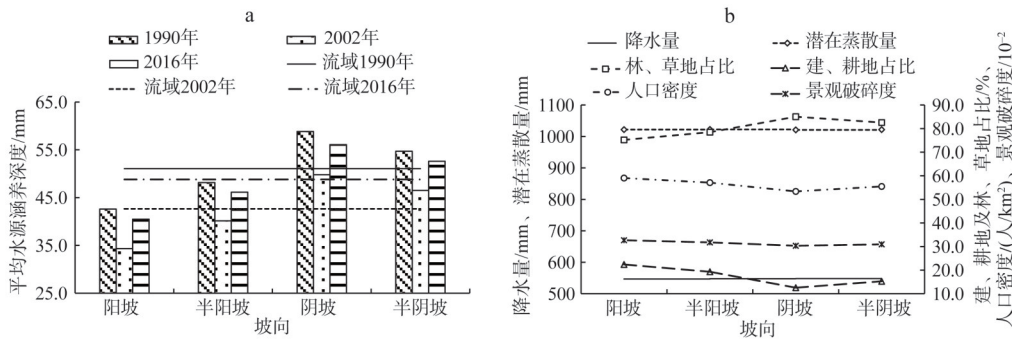 a
1990年
2002年
2016年
流域1990年
流域2002年
流域2016年
平均水源涵养深度/mm
65.0
55.0
45.0
35.0
25.0
阳坡
半阳坡
阴坡
半阴坡
坡向
b
降水量
潜在蒸散量
林、草地占比
建、耕地占比
人口密度
景观破碎度
降水量/mm、潜在蒸散量/mm
1100
1000
900
800
700
600
500
90.0
80.0
70.0
60.0
50.0
40.0
30.0
20.0
10.0
建、耕地及林、草地占比/%、
人口密度/(人/km²)、景观破碎度/10⁻²
阳坡
半阳坡
阴坡
半阴坡
坡向